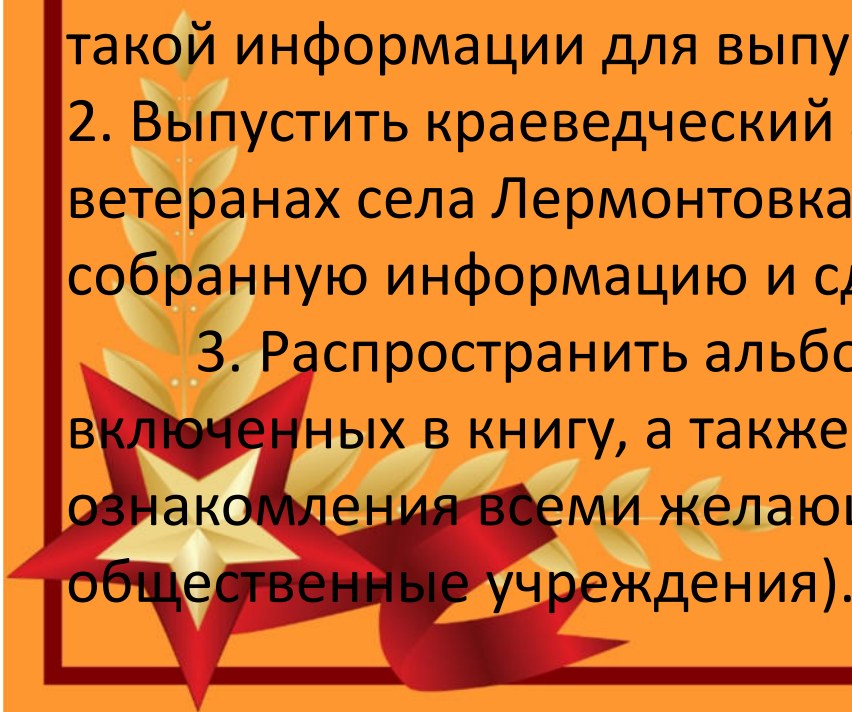 такой информации для выпу
2. Выпустить краеведческий
ветеранах села Лермонтовка
собранную информацию и сд
3. Распространить альбо
включенных в книгу, а также
ознакомления всеми желаю
общественные учреждения).